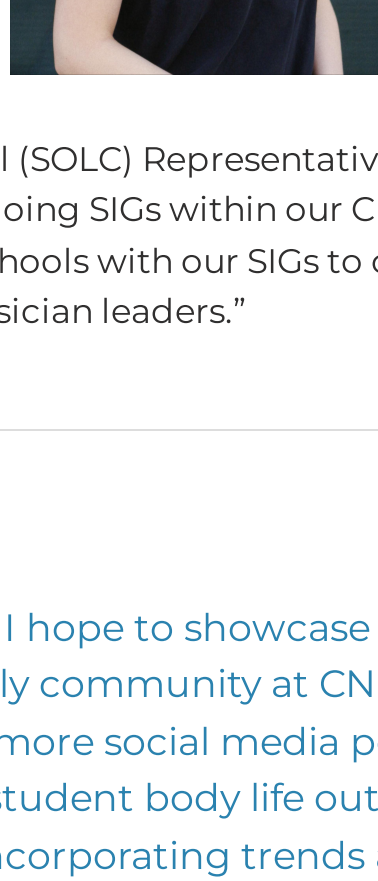 l (SOLC) Representativ
oing SIGs within our C
hools with our SIGs to
sician leaders.”
I hope to showcase
ly community at CN
more social media p
student body life out
ncorporating trends